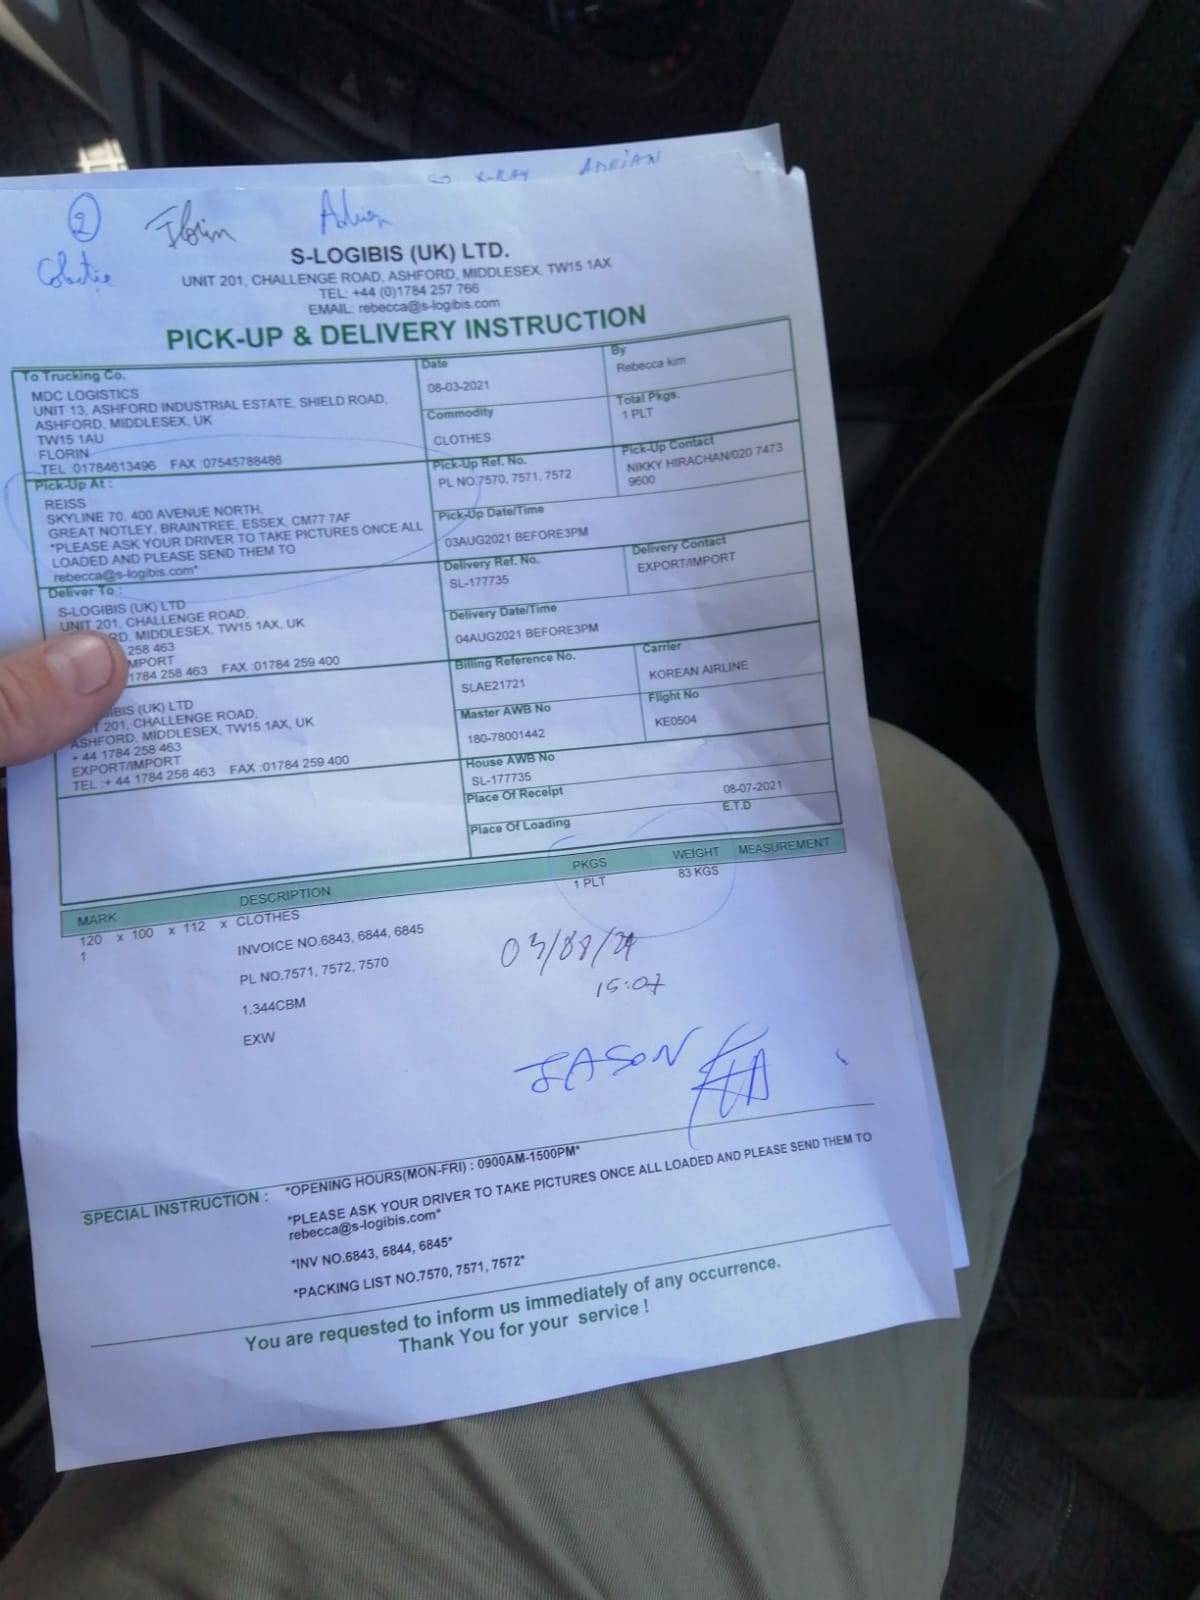 X-RAY ADRIAN
2 Florin Adrian
S-LOGIBIS (UK) LTD.
UNIT 201, CHALLENGE ROAD, ASHFORD, MIDDLESEX, TW15 1AX
TEL: +44 (0)1784 257 766
EMAIL: rebecca@s-logibis.com
PICK-UP & DELIVERY INSTRUCTION
To Trucking Co.
MDC LOGISTICS
UNIT 13, ASHFORD INDUSTRIAL ESTATE, SHIELD ROAD,
ASHFORD, MIDDLESEX, UK
TW15 1AU
FLORIN
TEL :01784613496 FAX :07545788486
Date
08-03-2021
By
Rebecca kim
Commodity
CLOTHES
Total Pkgs.
1 PLT
Pick-Up At :
REISS
SKYLINE 70, 400 AVENUE NORTH,
GREAT NOTLEY, BRAINTREE, ESSEX, CM77 7AF
*PLEASE ASK YOUR DRIVER TO TAKE PICTURES ONCE ALL
LOADED AND PLEASE SEND THEM TO
rebecca@s-logibis.com*
Pick-Up Ref. No.
PL NO.7570, 7571, 7572
Pick-Up Contact
NIKKY HIRACHAN/020 7473
9600
Pick-Up Date/Time
03AUG2021 BEFORE3PM
Deliver To :
S-LOGIBIS (UK) LTD
UNIT 201, CHALLENGE ROAD,
RD, MIDDLESEX, TW15 1AX, UK
258 463
MPORT
1784 258 463 FAX :01784 259 400
Delivery Ref. No.
SL-177735
Delivery Contact
EXPORT/IMPORT
Delivery Date/Time
04AUG2021 BEFORE3PM
IBIS (UK) LTD
201, CHALLENGE ROAD,
ASHFORD, MIDDLESEX, TW15 1AX, UK
+ 44 1784 258 463
EXPORT/IMPORT
TEL :+ 44 1784 258 463 FAX :01784 259 400
Billing Reference No.
SLAE21721
Carrier
KOREAN AIRLINE
Master AWB No
180-78001442
Flight No
KE0504
House AWB No
SL-177735
Place Of Receipt
08-07-2021
Place Of Loading
E.T.D
MARK DESCRIPTION PKGS WEIGHT MEASUREMENT
120 x 100 x 112 x CLOTHES 1 PLT 83 KGS
1
INVOICE NO.6843, 6844, 6845
PL NO.7571, 7572, 7570
1.344CBM
EXW
03/08/21
15:07
JASON
SPECIAL INSTRUCTION :
*OPENING HOURS(MON-FRI) : 0900AM-1500PM*
*PLEASE ASK YOUR DRIVER TO TAKE PICTURES ONCE ALL LOADED AND PLEASE SEND THEM TO
rebecca@s-logibis.com*
*INV NO.6843, 6844, 6845*
*PACKING LIST NO.7570, 7571, 7572*
You are requested to inform us immediately of any occurrence.
Thank You for your service !